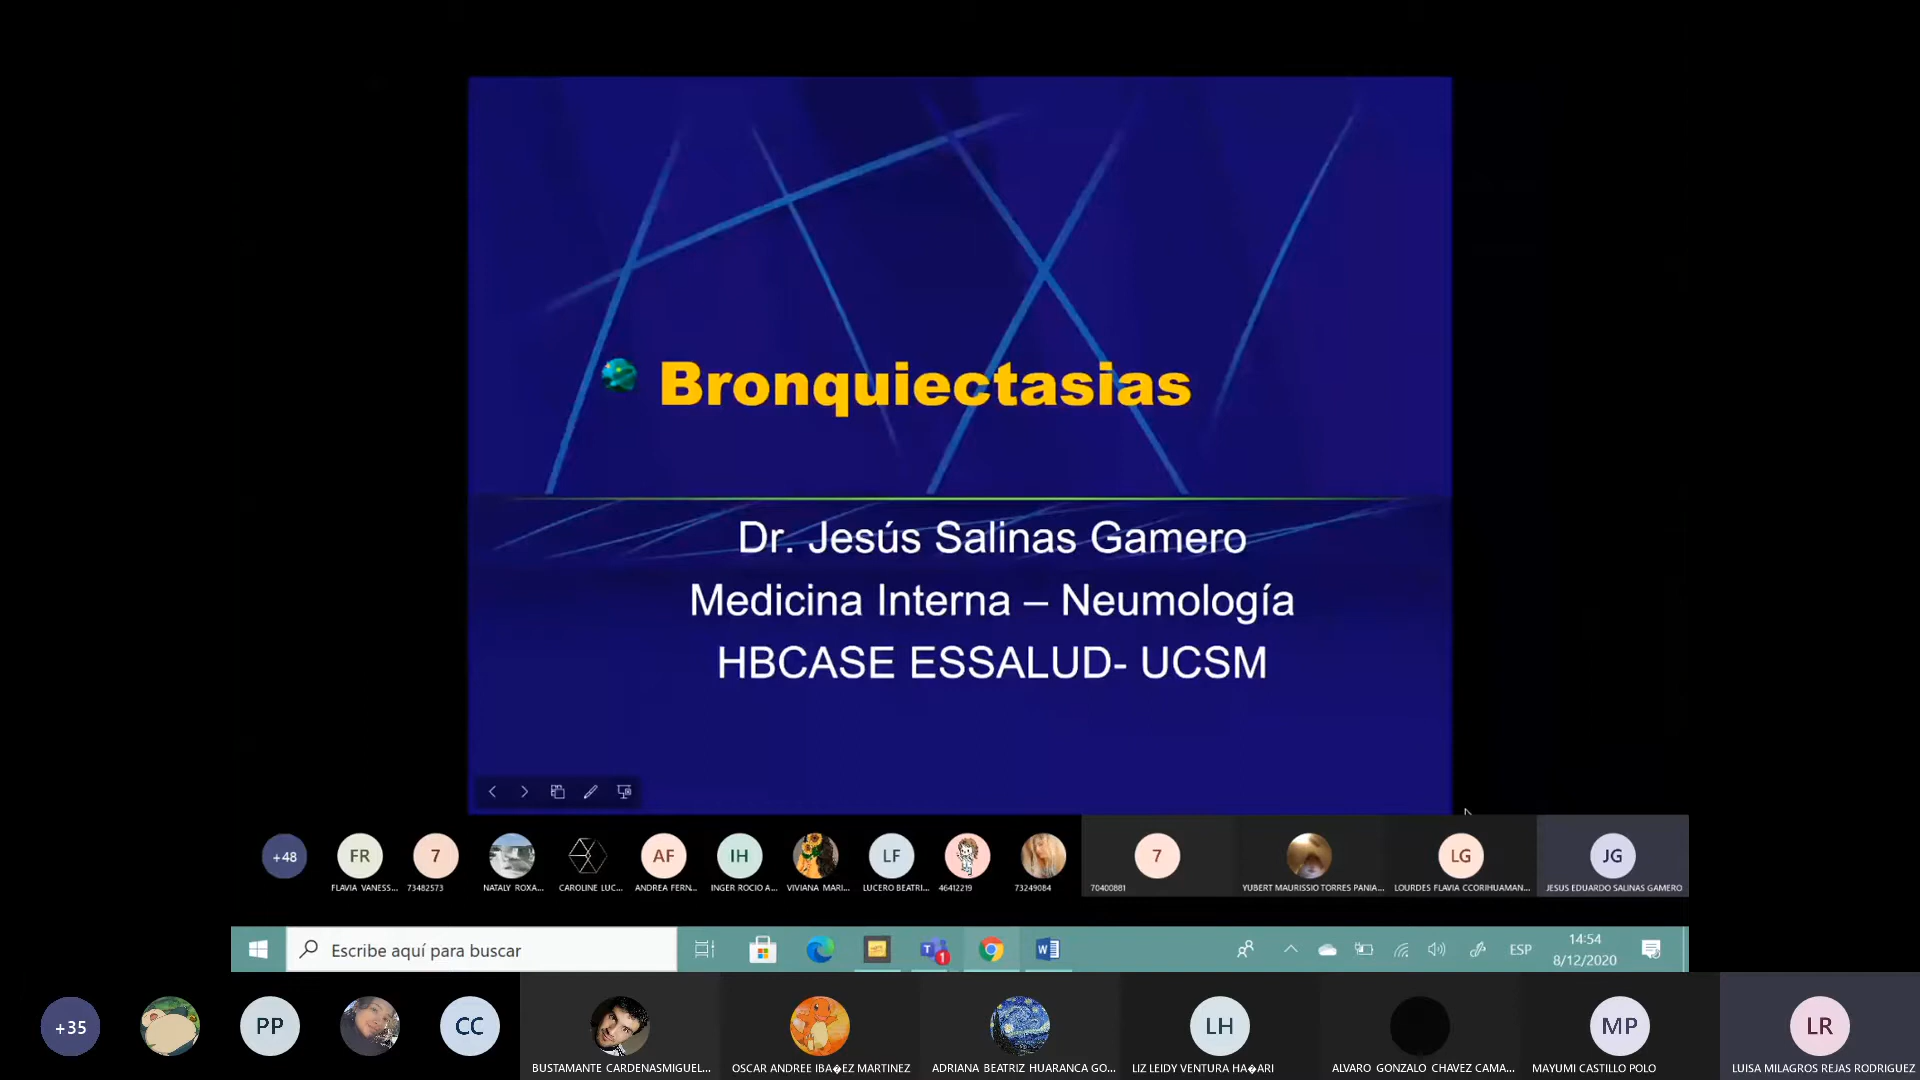 Bronquiectasias
Dr. Jesús Salinas Gamero
Medicina Interna – Neumología
HBCASE ESSALUD- UCSM
+48
FR
7
AF
IH
LF
7
LG
JG
FLAVIA VANESS...
73482573
NATALY ROXA...
CAROLINE LUC...
ANDREA FERN...
INGER ROCIO A...
VIVIANA MARI...
LUCERO BEATRI...
46412219
73249084
70400881
YUBERT MAURISSIO TORRES PANIA...
LOURDES FLAVIA CCORIHUAMAN...
JESUS EDUARDO SALINAS GAMERO
Escribe aquí para buscar
1
ESP
14:54
8/12/2020
+35
PP
CC
LH
MP
LR
BUSTAMANTE CARDENASMIGUEL...
OSCAR ANDREE IBA�EZ MARTINEZ
ADRIANA BEATRIZ HUARANCA GO...
LIZ LEIDY VENTURA HA�ARI
ALVARO GONZALO CHAVEZ CAMA...
MAYUMI CASTILLO POLO
LUISA MILAGROS REJAS RODRIGUEZ